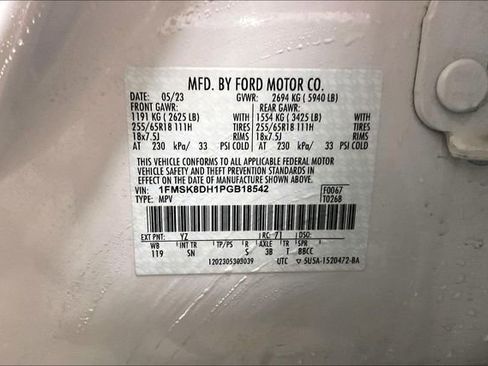 MFD. BY FORD MOTOR CO.
DATE: 05/23 GVWR: 2694 KG ( 5940 LB)
FRONT GAWR: REAR GAWR:
1191 KG ( 2625 LB) 1554 KG ( 3425 LB)
255/65R18 111H TIRES 255/65R18 111H TIRES
18x7.5J RIMS 18x7.5J RIMS
AT 230 kPa/ 33 PSI COLD AT 230 kPa/ 33 PSI COLD
THIS VEHICLE CONFORMS TO ALL APPLICABLE FEDERAL MOTOR
VEHICLE SAFETY AND THEFT PREVENTION STANDARDS IN
EFFECT ON THE DATE OF MANUFACTURE SHOWN ABOVE.
VIN: 1FMSK8DH1PGB18542 F0067
TYPE: MPV T0268
EXT PNT: YZ RC: 71 DSO:
WB INT TR TP/PS R AXLE TR SPR
119 SN S 3B T BBCC
UTC ▽ 5U5A-1520472-BA